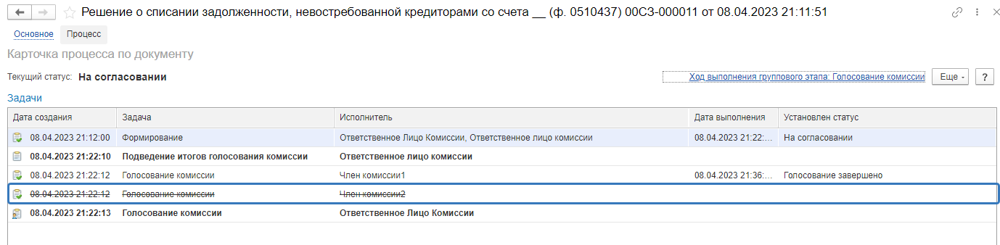 Решение о списании задолженности, невостребованной кредиторами со счета __ (ф. 0510437) 00СЗ-000011 от 08.04.2023 21:11:51
Основное Процесс
Карточка процесса по документу
Текущий статус: На согласовании Ход выполнения группового этапа: Голосование комиссии Еще ?
Задачи
Дата создания Задача Исполнитель Дата выполнения Установлен статус
08.04.2023 21:12:00 Формирование Ответственное Лицо Комиссии, Ответственное лицо комиссии 08.04.2023 21:22:... На согласовании
08.04.2023 21:22:10 Подведение итогов голосования комиссии Ответственное лицо комиссии
08.04.2023 21:22:12 Голосование комиссии Член комиссии1 08.04.2023 21:36:... Голосование завершено
08.04.2023 21:22:12 Голосование комиссии Член комиссии2
08.04.2023 21:22:13 Голосование комиссии Ответственное Лицо Комиссии